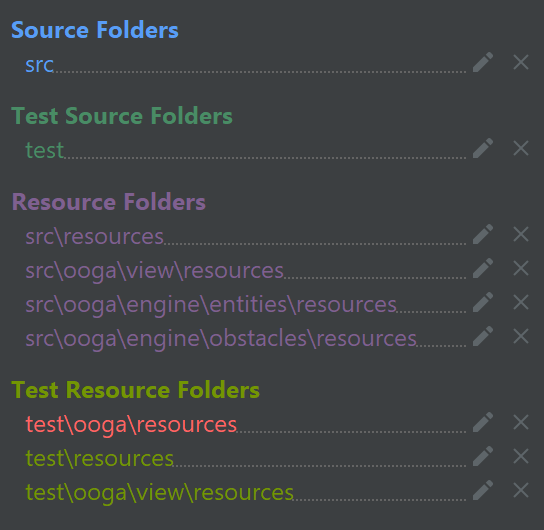 Source Folders
src
Test Source Folders
test
Resource Folders
src\resources
src\ooga\view\resources
src\ooga\engine\entities\resources
src\ooga\engine\obstacles\resources
Test Resource Folders
test\ooga\resources
test\resources
test\ooga\view\resources